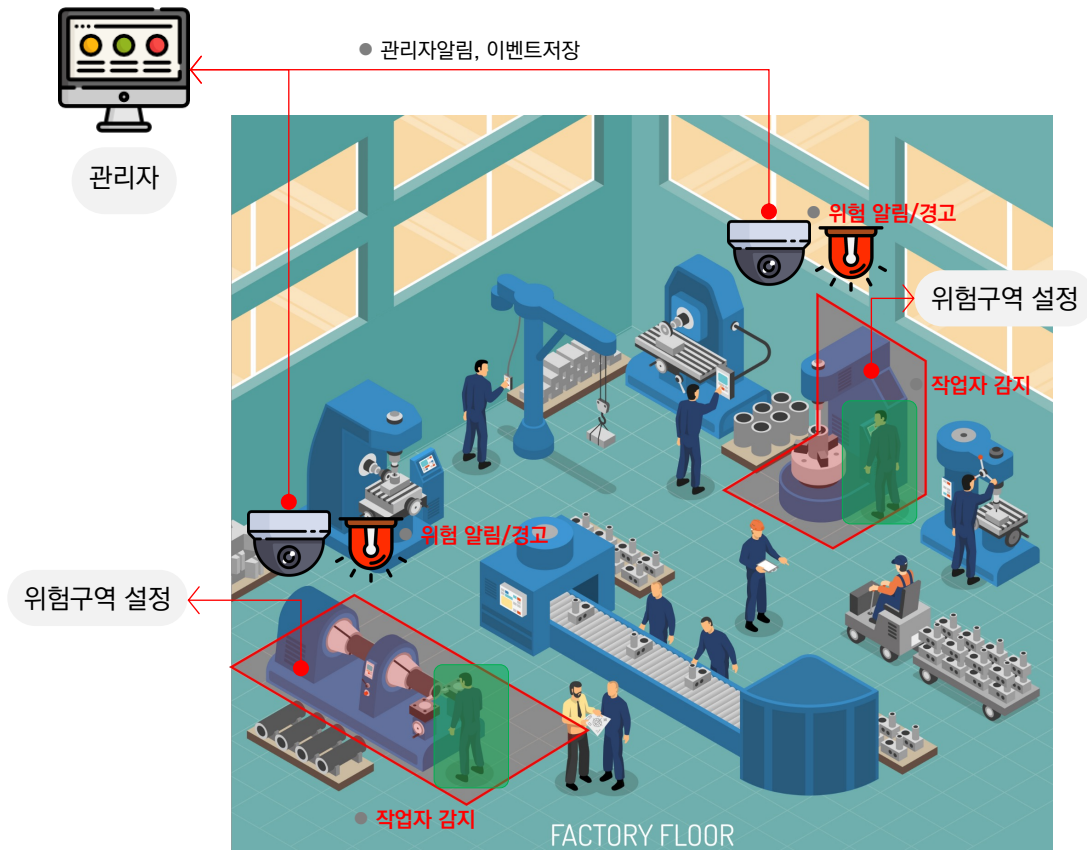 관리자알림, 이벤트저장
관리자
위험 알림/경고
위험구역 설정
작업자 감지
위험 알림/경고
위험구역 설정
작업자 감지
FACTORY FLOOR